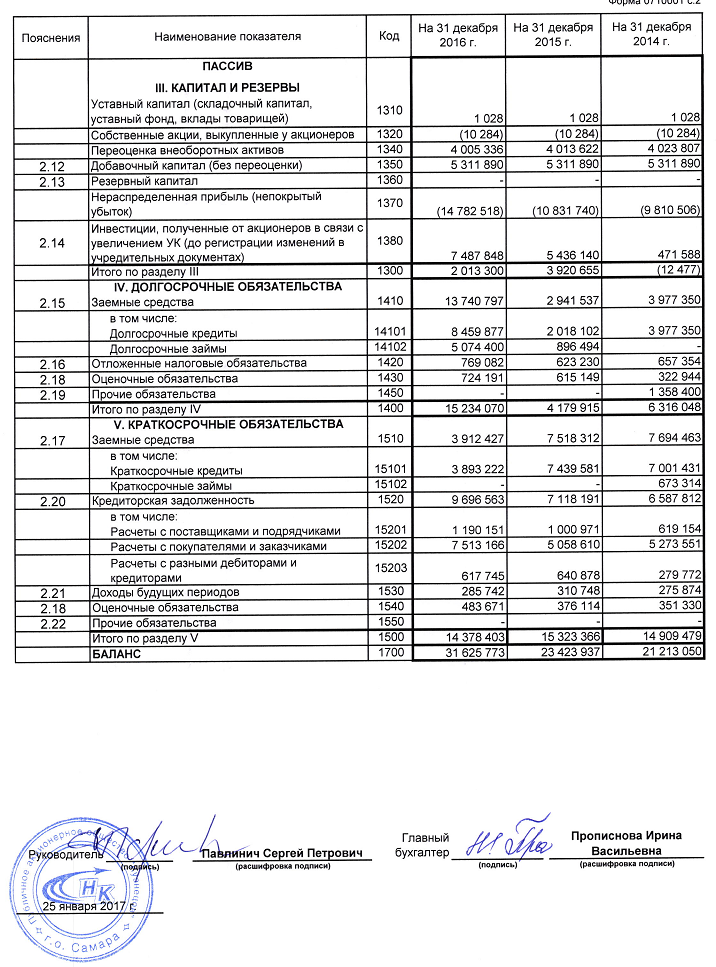 Форма 0710001 с.2
Пояснения Наименование показателя Код На 31 декабря 2016 г. На 31 декабря 2015 г. На 31 декабря 2014 г.
ПАССИВ
III. КАПИТАЛ И РЕЗЕРВЫ
Уставный капитал (складочный капитал,
уставный фонд, вклады товарищей) 1310 1 028 1 028 1 028
Собственные акции, выкупленные у акционеров 1320 (10 284) (10 284) (10 284)
Переоценка внеоборотных активов 1340 4 005 336 4 013 622 4 023 807
2.12 Добавочный капитал (без переоценки) 1350 5 311 890 5 311 890 5 311 890
2.13 Резервный капитал 1360 - - -
Нераспределенная прибыль (непокрытый
убыток) 1370 (14 782 518) (10 831 740) (9 810 506)
2.14 Инвестиции, полученные от акционеров в связи с
увеличением УК (до регистрации изменений в
учредительных документах) 1380 7 487 848 5 436 140 471 588
Итого по разделу III 1300 2 013 300 3 920 655 (12 477)
IV. ДОЛГОСРОЧНЫЕ ОБЯЗАТЕЛЬСТВА
2.15 Заемные средства 1410 13 740 797 2 941 537 3 977 350
в том числе:
Долгосрочные кредиты 14101 8 459 877 2 018 102 3 977 350
Долгосрочные займы 14102 5 074 400 896 494 -
2.16 Отложенные налоговые обязательства 1420 769 082 623 230 657 354
2.18 Оценочные обязательства 1430 724 191 615 149 322 944
2.19 Прочие обязательства 1450 - - 1 358 400
Итого по разделу IV 1400 15 234 070 4 179 915 6 316 048
V. КРАТКОСРОЧНЫЕ ОБЯЗАТЕЛЬСТВА
2.17 Заемные средства 1510 3 912 427 7 518 312 7 694 463
в том числе:
Краткосрочные кредиты 15101 3 893 222 7 439 581 7 001 431
Краткосрочные займы 15102 - - 673 314
2.20 Кредиторская задолженность 1520 9 696 563 7 118 191 6 587 812
в том числе:
Расчеты с поставщиками и подрядчиками 15201 1 190 151 1 000 971 619 154
Расчеты с покупателями и заказчиками 15202 7 513 166 5 058 610 5 273 551
Расчеты с разными дебиторами и
кредиторами 15203 617 745 640 878 279 772
2.21 Доходы будущих периодов 1530 285 742 310 748 275 874
2.18 Оценочные обязательства 1540 483 671 376 114 351 330
2.22 Прочие обязательства 1550 - - -
Итого по разделу V 1500 14 378 403 15 323 366 14 909 479
БАЛАНС 1700 31 625 773 23 423 937 21 213 050
Руководитель Павлинич Сергей Петрович
(подпись) (расшифровка подписи)
Главный
бухгалтер Прописнова Ирина
Васильевна
(подпись) (расшифровка подписи)
25 января 2017 г.
Публичное акционерное общество
НК
г.о. Самара